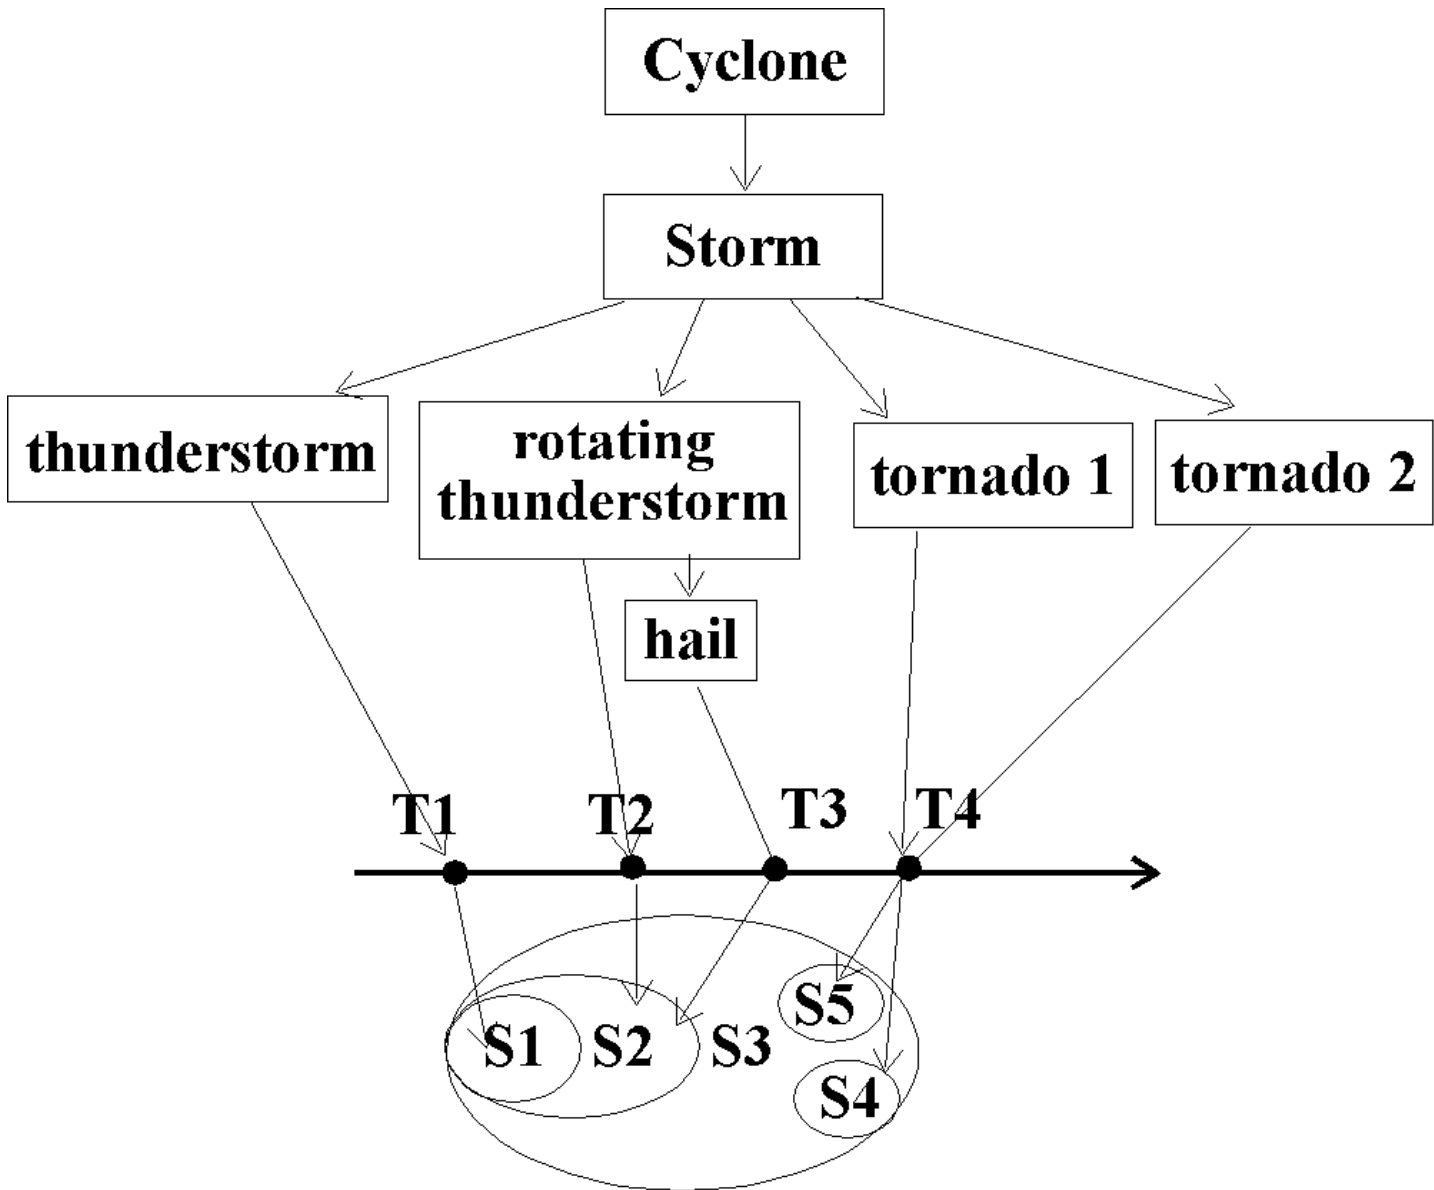 Cyclone
Storm
thunderstorm
rotating
thunderstorm
tornado 1
tornado 2
hail
T1
T2
T3
T4
S1
S2
S3
S5
S4